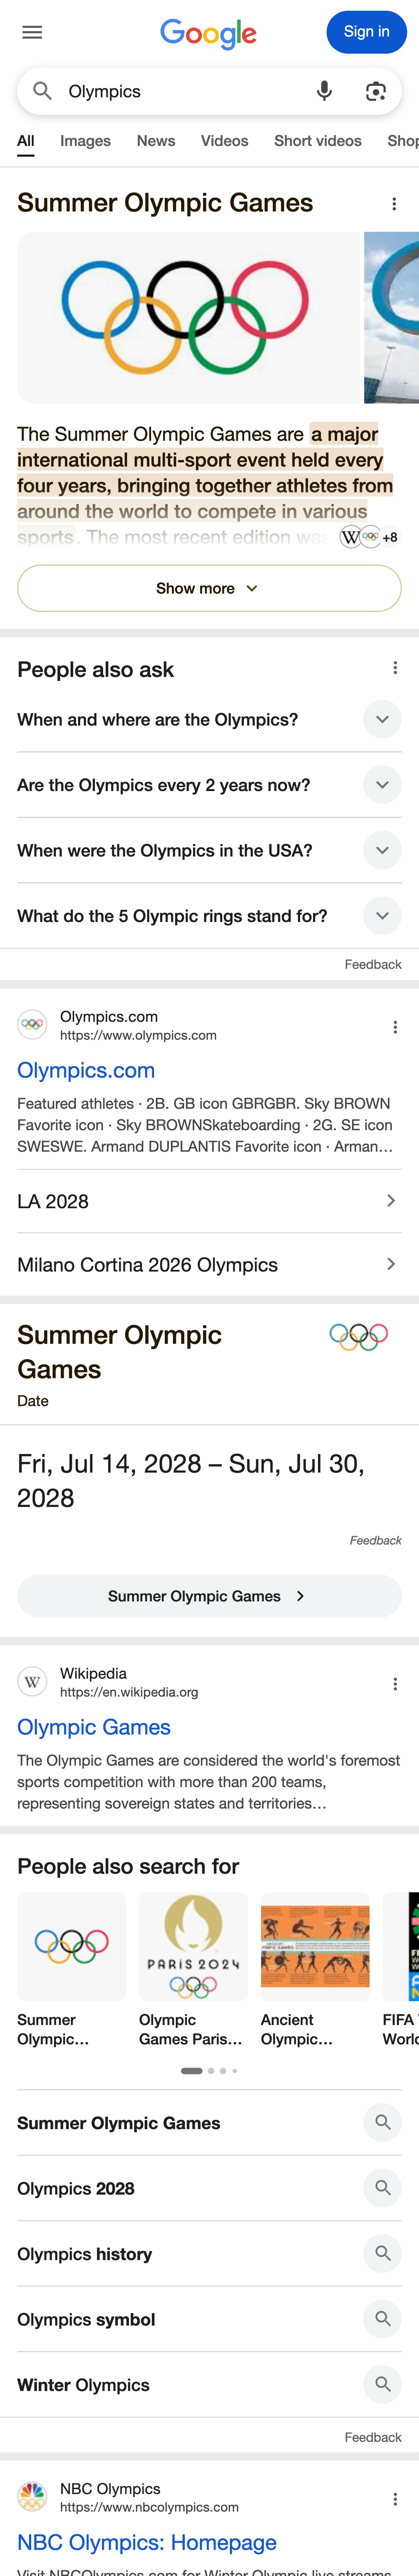 Google
Sign in
Olympics
All Images News Videos Short videos Shop
Summer Olympic Games
The Summer Olympic Games are a major
international multi-sport event held every
four years, bringing together athletes from
around the world to compete in various
sports. The most recent edition was
W
+8
Show more
People also ask
When and where are the Olympics?
Are the Olympics every 2 years now?
When were the Olympics in the USA?
What do the 5 Olympic rings stand for?
Feedback
Olympics.com
https://www.olympics.com
Olympics.com
Featured athletes · 2B. GB icon GBRGBR. Sky BROWN
Favorite icon · Sky BROWNSkateboarding · 2G. SE icon
SWESWE. Armand DUPLANTIS Favorite icon · Arman...
LA 2028
Milano Cortina 2026 Olympics
Summer Olympic
Games
Date
Fri, Jul 14, 2028 – Sun, Jul 30,
2028
Feedback
Summer Olympic Games
W
Wikipedia
https://en.wikipedia.org
Olympic Games
The Olympic Games are considered the world's foremost
sports competition with more than 200 teams,
representing sovereign states and territories...
People also search for
PARIS 2024
Summer
Olympic...
Olympic
Games Paris...
Ancient
Olympic...
FIFA
World
Summer Olympic Games
Olympics 2028
Olympics history
Olympics symbol
Winter Olympics
Feedback
NBC Olympics
https://www.nbcolympics.com
NBC Olympics: Homepage
Visit NBCOlympics.com for Winter Olympic live streams